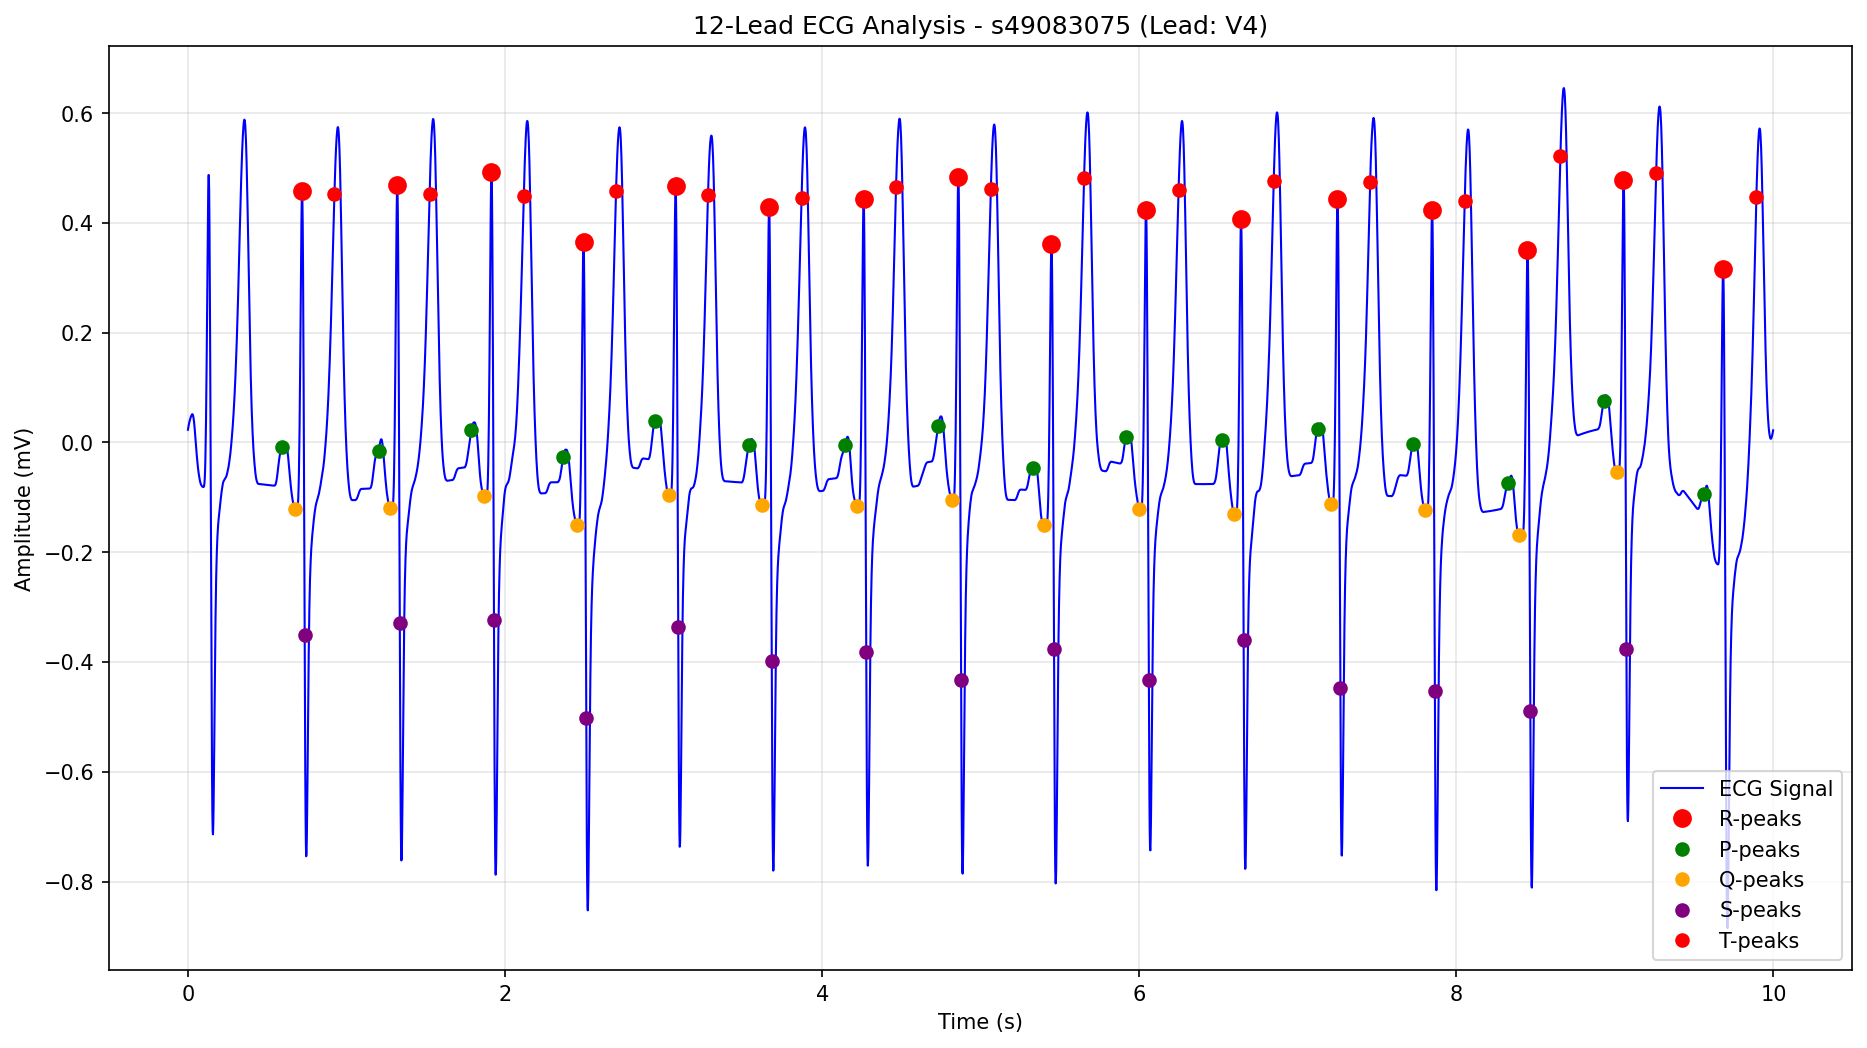 12-Lead ECG Analysis - s49083075 (Lead: V4)
Amplitude (mV)
0.6
0.4
0.2
0.0
−0.2
−0.4
−0.6
−0.8
ECG Signal
R-peaks
P-peaks
Q-peaks
S-peaks
T-peaks
0 2 4 6 8 10
Time (s)